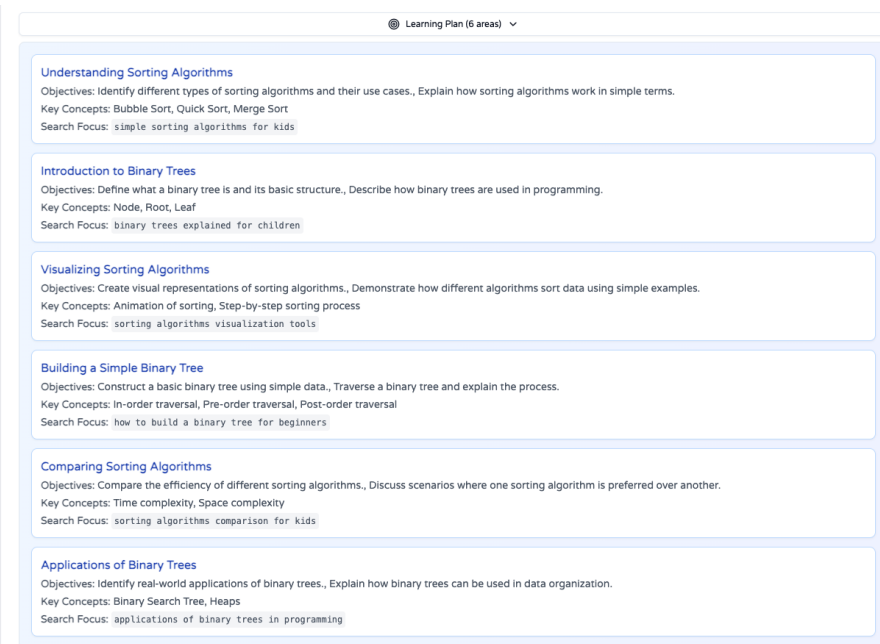 Learning Plan (6 areas)
Understanding Sorting Algorithms
Objectives: Identify different types of sorting algorithms and their use cases., Explain how sorting algorithms work in simple terms.
Key Concepts: Bubble Sort, Quick Sort, Merge Sort
Search Focus: simple sorting algorithms for kids
Introduction to Binary Trees
Objectives: Define what a binary tree is and its basic structure., Describe how binary trees are used in programming.
Key Concepts: Node, Root, Leaf
Search Focus: binary trees explained for children
Visualizing Sorting Algorithms
Objectives: Create visual representations of sorting algorithms., Demonstrate how different algorithms sort data using simple examples.
Key Concepts: Animation of sorting, Step-by-step sorting process
Search Focus: sorting algorithms visualization tools
Building a Simple Binary Tree
Objectives: Construct a basic binary tree using simple data., Traverse a binary tree and explain the process.
Key Concepts: In-order traversal, Pre-order traversal, Post-order traversal
Search Focus: how to build a binary tree for beginners
Comparing Sorting Algorithms
Objectives: Compare the efficiency of different sorting algorithms., Discuss scenarios where one sorting algorithm is preferred over another.
Key Concepts: Time complexity, Space complexity
Search Focus: sorting algorithms comparison for kids
Applications of Binary Trees
Objectives: Identify real-world applications of binary trees., Explain how binary trees can be used in data organization.
Key Concepts: Binary Search Tree, Heaps
Search Focus: applications of binary trees in programming